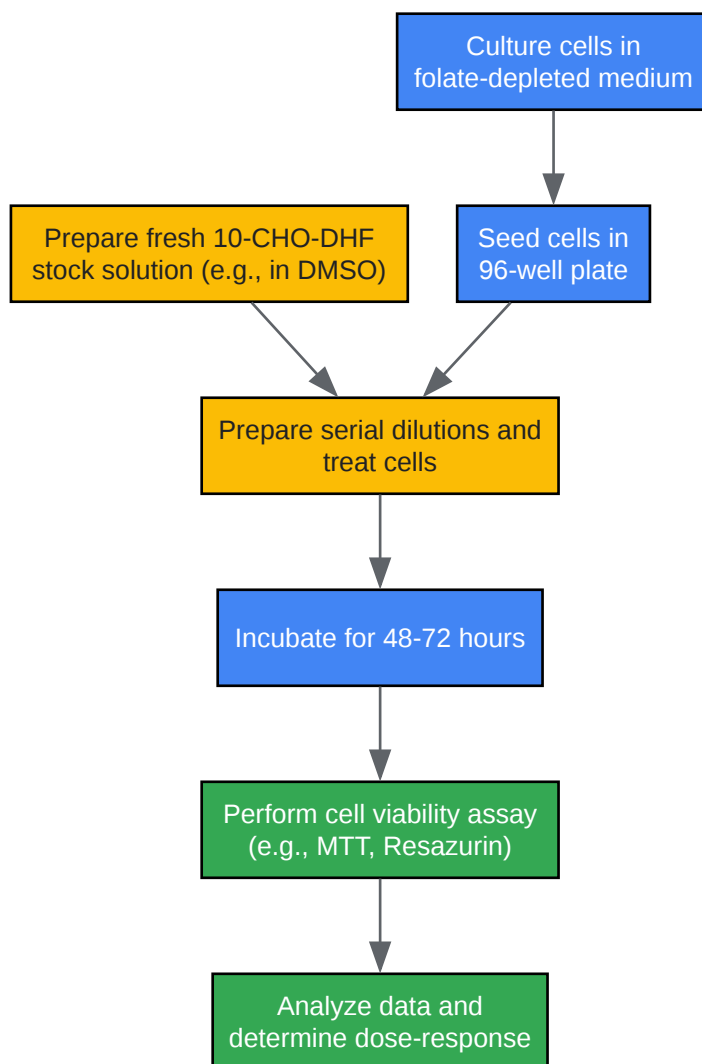 Culture cells in
folate-depleted medium
Prepare fresh 10-CHO-DHF
stock solution (e.g., in DMSO)
Seed cells in
96-well plate
Prepare serial dilutions and
treat cells
Incubate for 48-72 hours
Perform cell viability assay
(e.g., MTT, Resazurin)
Analyze data and
determine dose-response